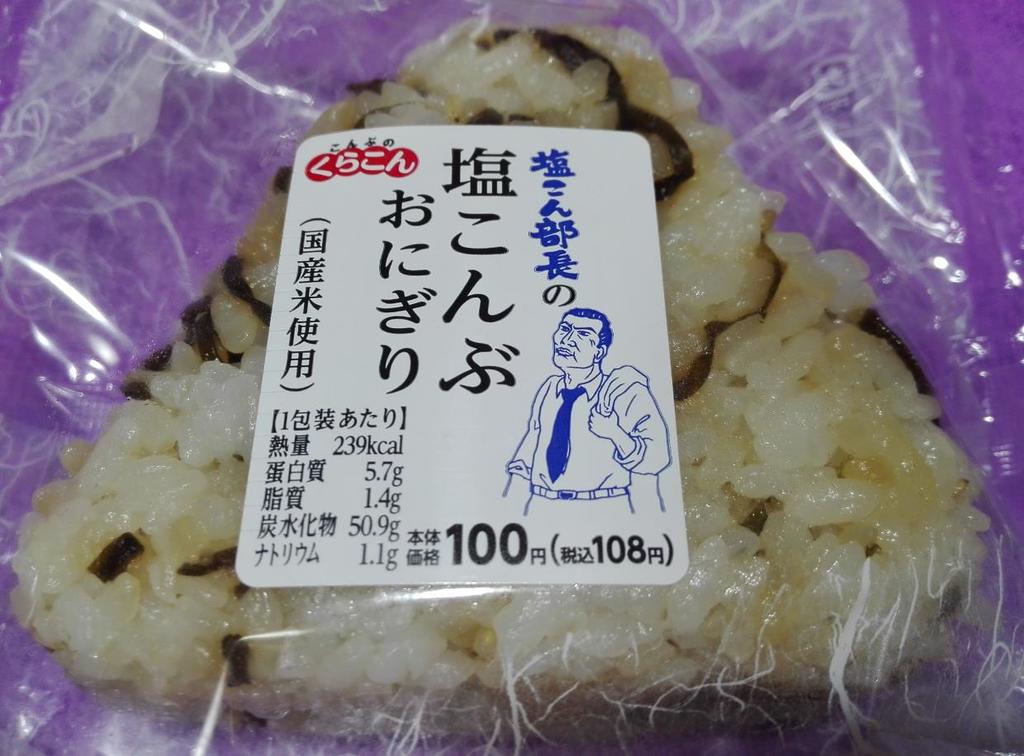 こんぶの
くらこん
塩こん部長の
塩こんぶ
おにぎり
(国産米使用)
【1包装あたり】
熱量 239kcal
蛋白質 5.7g
脂質 1.4g
炭水化物 50.9g
ナトリウム 1.1g
本体
価格 100円(税込108円)